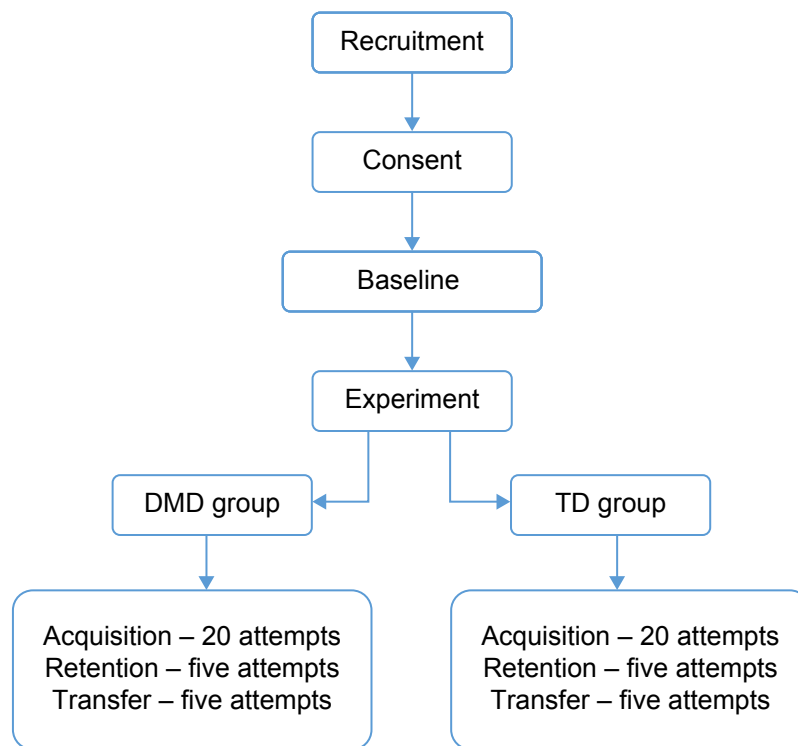 Recruitment
Consent
Baseline
Experiment
DMD group
TD group
Acquisition – 20 attempts
Retention – five attempts
Transfer – five attempts
Acquisition – 20 attempts
Retention – five attempts
Transfer – five attempts